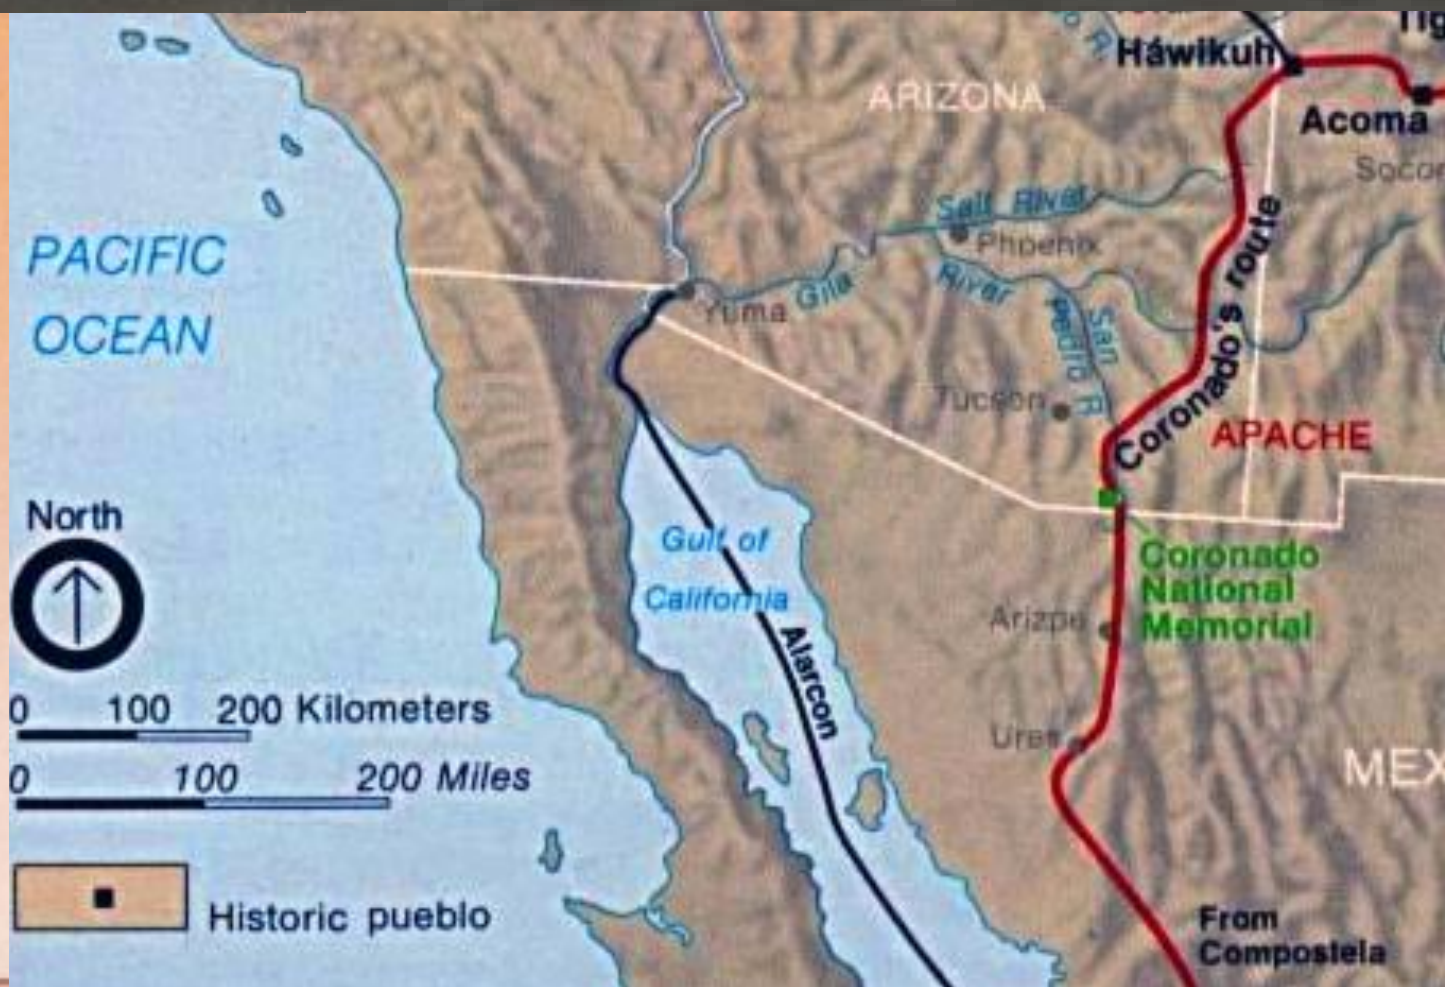 Háwikuh
ARIZONA
Acoma
Salt River
Phoenix
PACIFIC
OCEAN
Yuma
Gila
River
San
Pedro R.
Coronado's route
Tucson
APACHE
North
Gulf of
California
Coronado
National
Memorial
Arizpe
Alarcon
Ures
0 100 200 Kilometers
0 100 200 Miles
Historic pueblo
From
Compostela